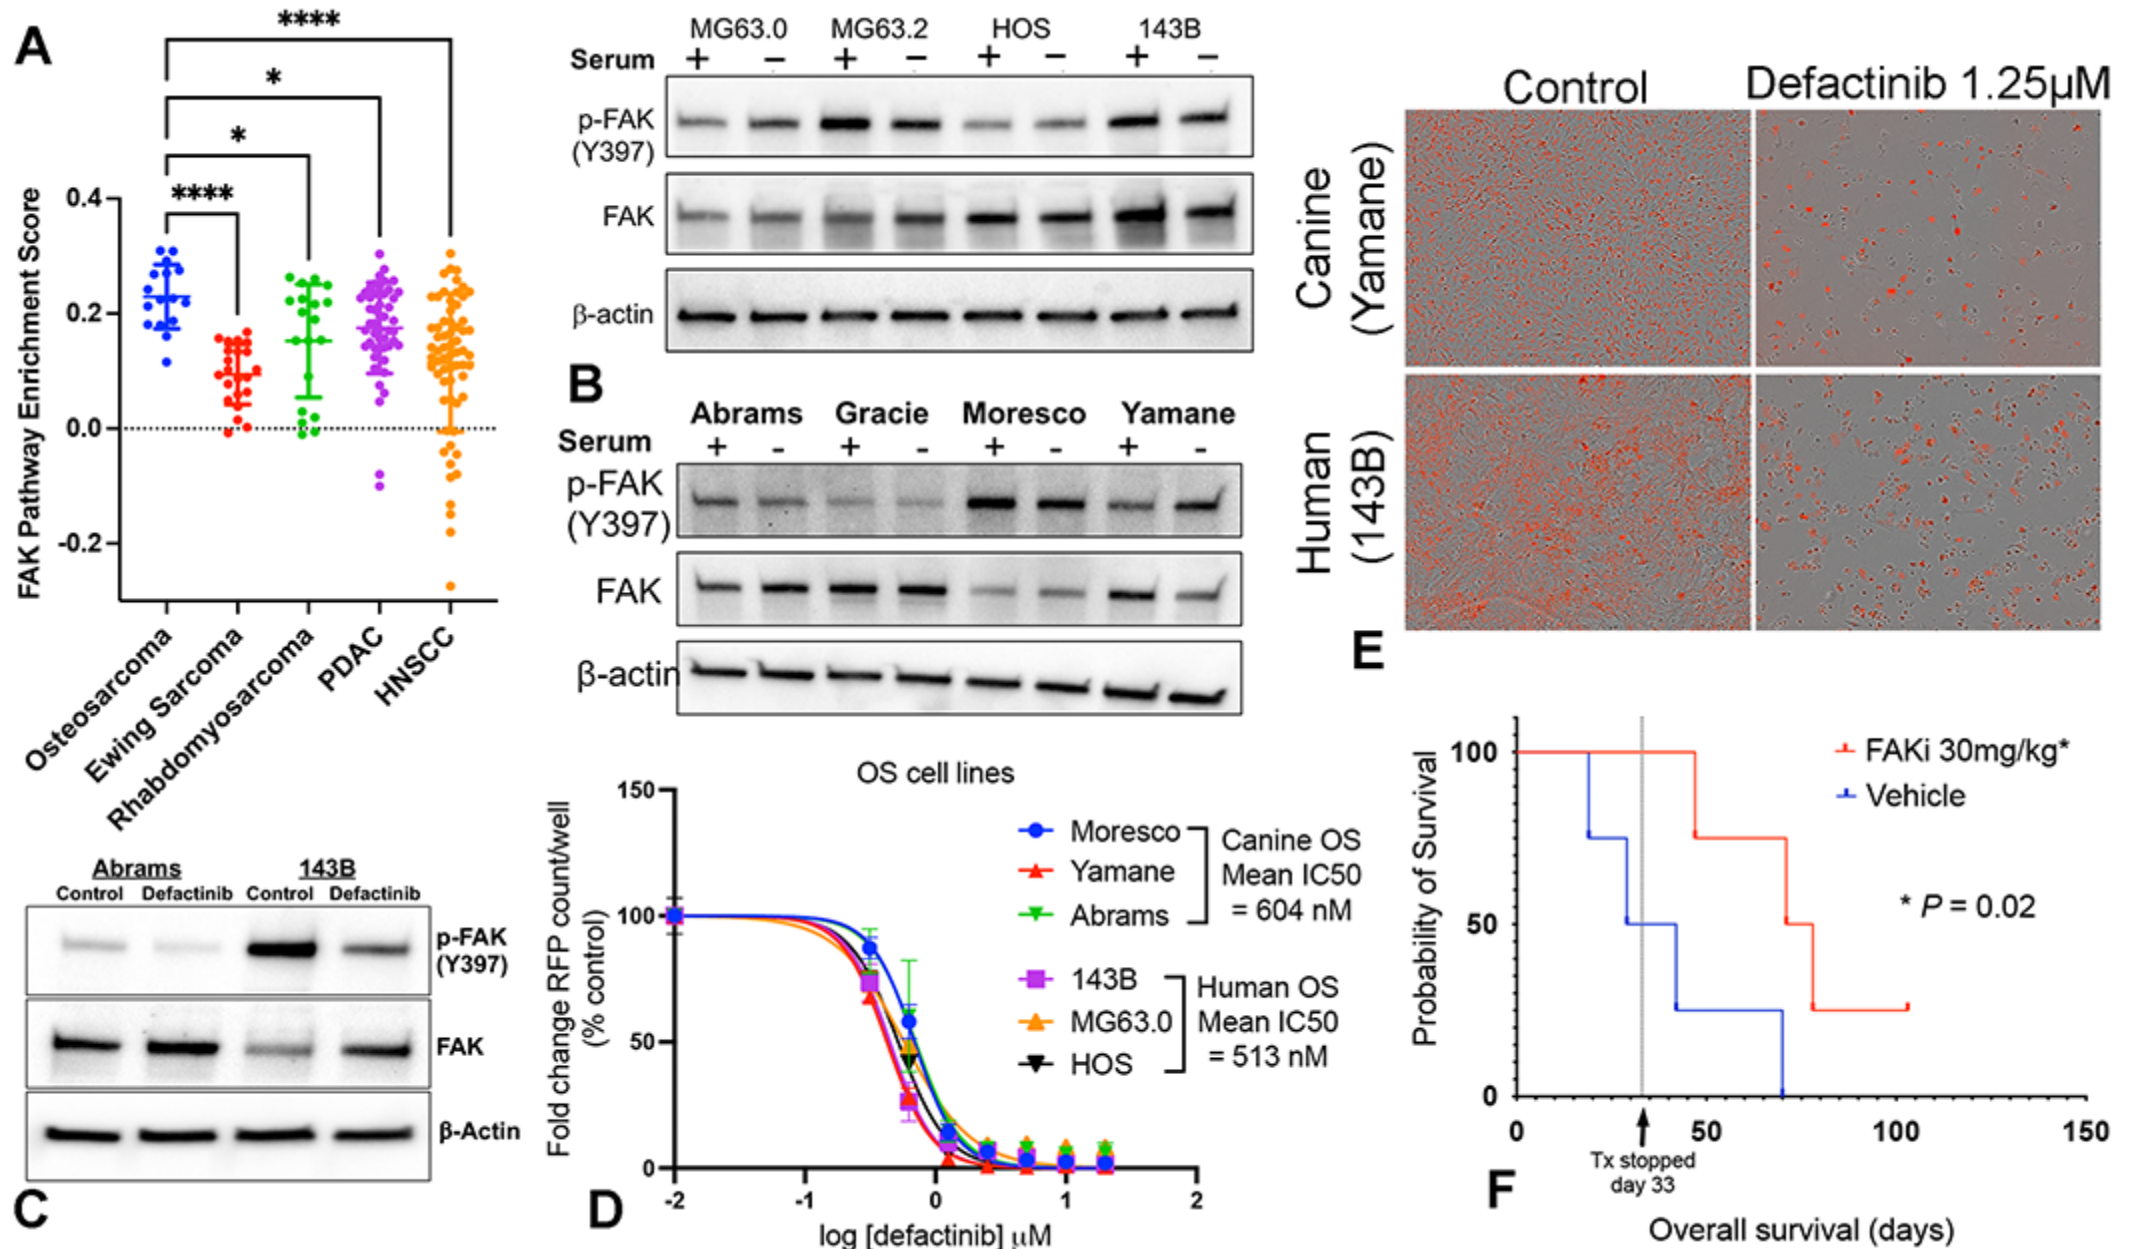 A
****
*
*
****
FAK Pathway Enrichment Score
0.4
0.2
0.0
-0.2
Osteosarcoma
Ewing Sarcoma
Rhabdomyosarcoma
PDAC
HNSCC
MG63.0 MG63.2 HOS 143B
Serum + − + − + − + −
p-FAK
(Y397)
FAK
β-actin
B
Abrams Gracie Moresco Yamane
Serum + - + - + - + -
p-FAK
(Y397)
FAK
β-actin
Abrams 143B
Control Defactinib Control Defactinib
p-FAK
(Y397)
FAK
β-Actin
C
OS cell lines
Fold change RFP count/well
(% control)
150
100
50
0
-2 -1 0 1 2
log [defactinib] μM
Moresco
Yamane
Abrams
Canine OS
Mean IC50
= 604 nM
143B
MG63.0
HOS
Human OS
Mean IC50
= 513 nM
D
Control Defactinib 1.25μM
Canine
(Yamane)
Human
(143B)
E
Probability of Survival
100
50
0
0 50 100 150
FAKi 30mg/kg*
Vehicle
* P = 0.02
Tx stopped
day 33
F
Overall survival (days)